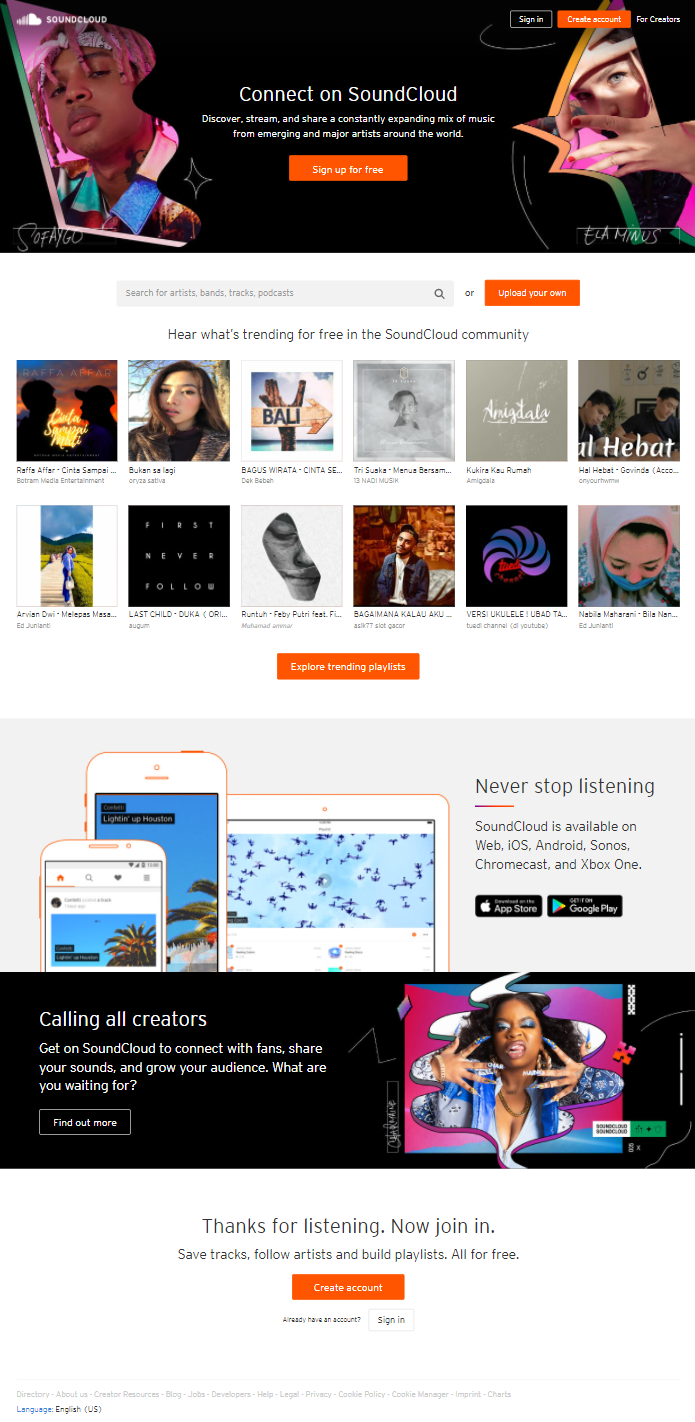 SOUNDCLOUD
Sign in
Create account
For Creators
Connect on SoundCloud
Discover, stream, and share a constantly expanding mix of music
from emerging and major artists around the world.
Sign up for free
SOFAYGO
ELA MINUS
Search for artists, bands, tracks, podcasts
or
Upload your own
Hear what's trending for free in the SoundCloud community
RAFFA AFFAR
Cinta
Sampai
Mati
BALI
Amigdala
al Hebat
Raffa Affar - Cinta Sampai ...
Botram Media Entertainment
Bukan sa lagi
oryza sativa
BAGUS WIRATA - CINTA SE...
Dek Bebeh
Tri Suaka - Menua Bersam...
13 NADI MUSIK
Kukira Kau Rumah
Amigdala
Hal Hebat - Govinda (Acco...
onyourhwmw
FIRST
NEVER
FOLLOW
Arvian Dwi - Melepas Masa...
Ed Junianti
LAST CHILD - DUKA ( ORI...
augum
Runtuh - Feby Putri feat. Fi...
Muhamad ammar
BAGAIMANA KALAU AKU ...
asik77 slot gacor
VERSI UKULELE | UBAD TA...
tuedi channel (di youtube)
Nabila Maharani - Bila Nan...
Ed Junianti
Explore trending playlists
Confetti
Lightin' up Houston
Confetti
Lightin' up Houston
Never stop listening
SoundCloud is available on
Web, iOS, Android, Sonos,
Chromecast, and Xbox One.
Download on the
App Store
GET IT ON
Google Play
Calling all creators
Get on SoundCloud to connect with fans, share
your sounds, and grow your audience. What are
you waiting for?
Find out more
SOUNDCLOUD
SOUNDCLOUD
Thanks for listening. Now join in.
Save tracks, follow artists and build playlists. All for free.
Create account
Already have an account?
Sign in
Directory - About us - Creator Resources - Blog - Jobs - Developers - Help - Legal - Privacy - Cookie Policy - Cookie Manager - Imprint - Charts
Language: English (US)